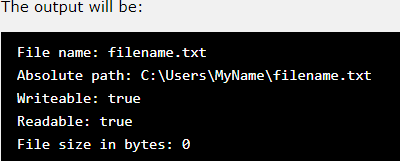 The output will be:
File name: filename.txt
Absolute path: C:\Users\MyName\filename.txt
Writeable: true
Readable: true
File size in bytes: 0